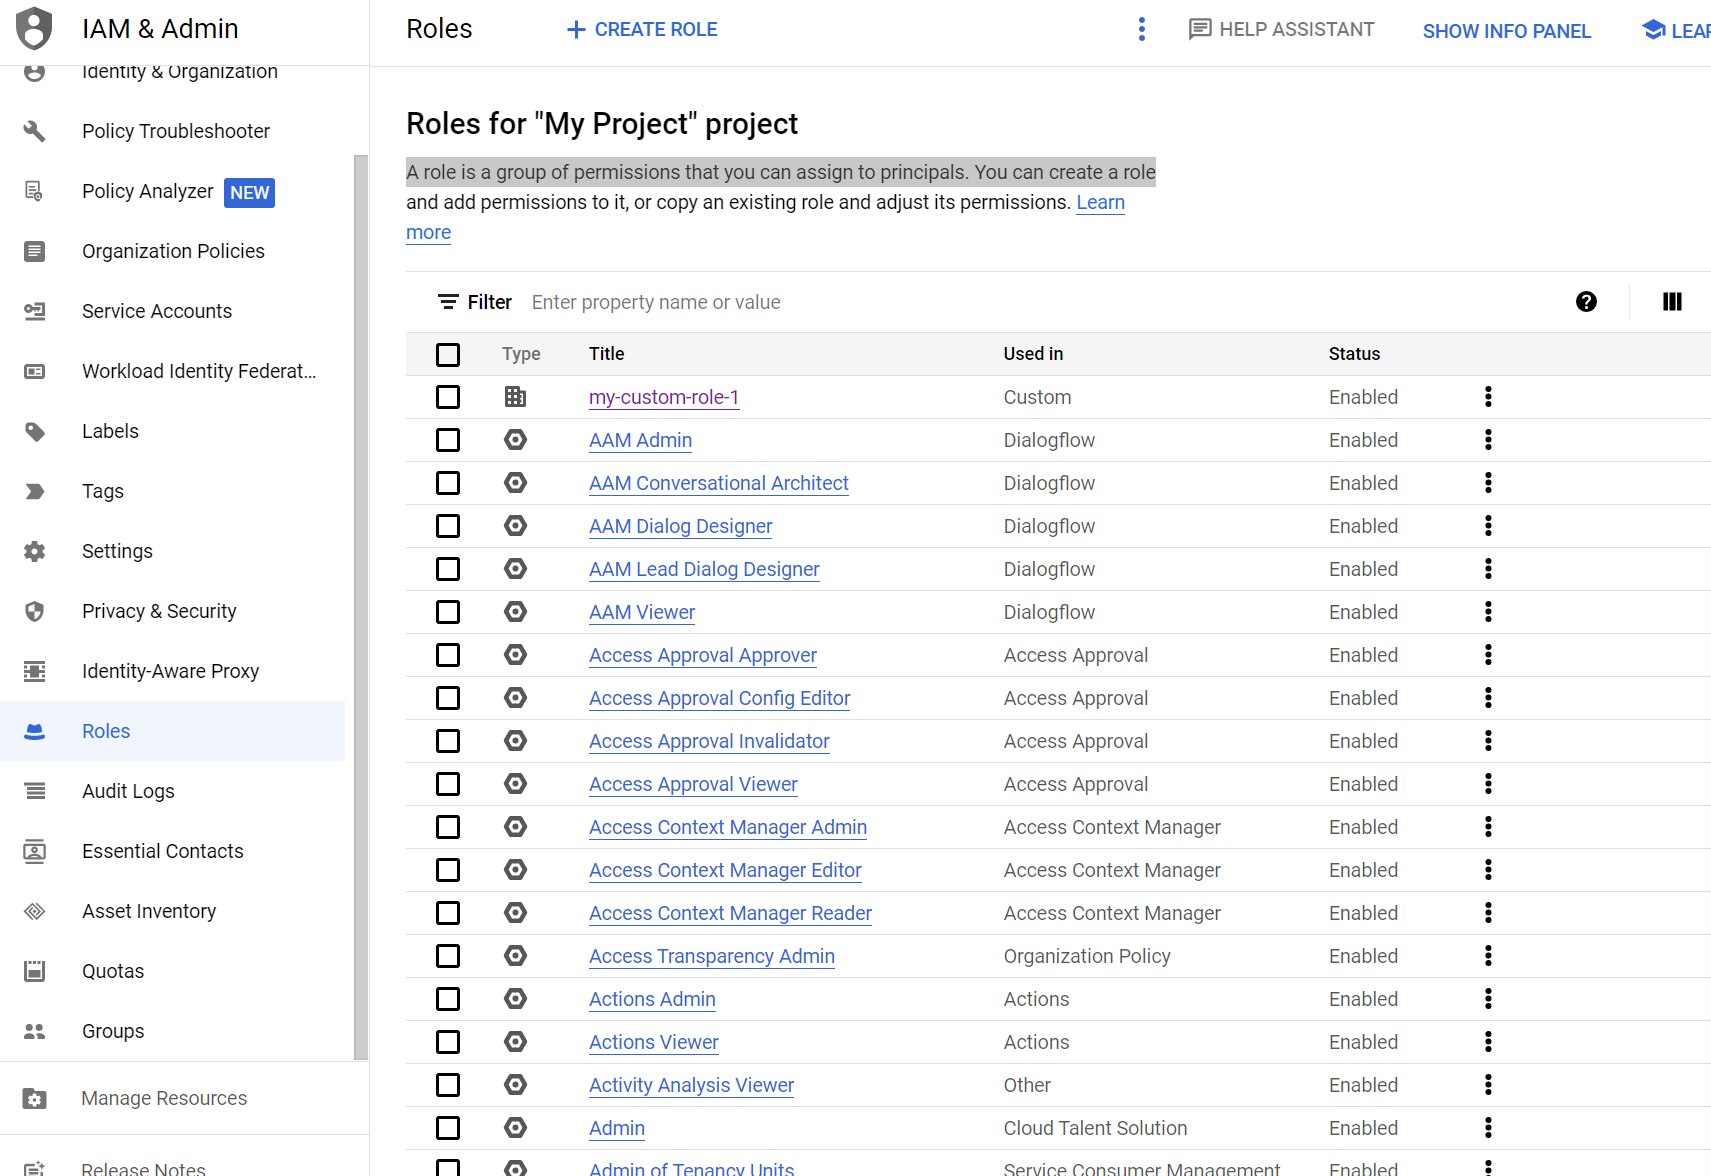 IAM & Admin
Identity & Organization
Policy Troubleshooter
Policy Analyzer NEW
Organization Policies
Service Accounts
Workload Identity Federat...
Labels
Tags
Settings
Privacy & Security
Identity-Aware Proxy
Roles
Audit Logs
Essential Contacts
Asset Inventory
Quotas
Groups
Manage Resources
Release Notes
Roles CREATE ROLE HELP ASSISTANT SHOW INFO PANEL LEAR
Roles for "My Project" project
A role is a group of permissions that you can assign to principals. You can create a role
and add permissions to it, or copy an existing role and adjust its permissions. Learn
more
Filter Enter property name or value
Type Title Used in Status
my-custom-role-1 Custom Enabled
AAM Admin Dialogflow Enabled
AAM Conversational Architect Dialogflow Enabled
AAM Dialog Designer Dialogflow Enabled
AAM Lead Dialog Designer Dialogflow Enabled
AAM Viewer Dialogflow Enabled
Access Approval Approver Access Approval Enabled
Access Approval Config Editor Access Approval Enabled
Access Approval Invalidator Access Approval Enabled
Access Approval Viewer Access Approval Enabled
Access Context Manager Admin Access Context Manager Enabled
Access Context Manager Editor Access Context Manager Enabled
Access Context Manager Reader Access Context Manager Enabled
Access Transparency Admin Organization Policy Enabled
Actions Admin Actions Enabled
Actions Viewer Actions Enabled
Activity Analysis Viewer Other Enabled
Admin Cloud Talent Solution Enabled
Admin of Tenancy Units Service Consumer Management Enabled